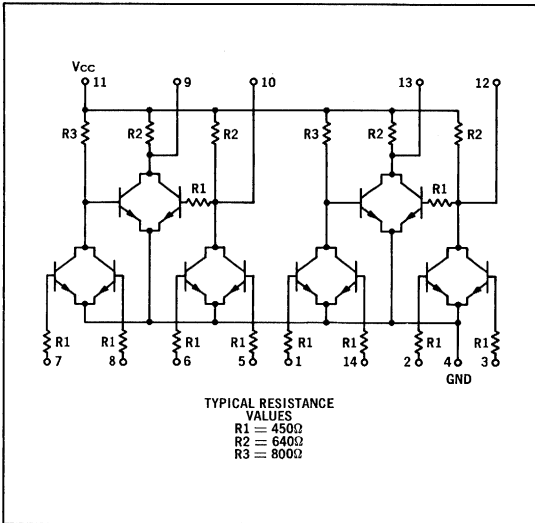 Vcc
11 9 10 13 12
R3 R2 R2 R3 R2 R2
R1 R1
R1 R1 R1 R1 R1 R1 R1 R1
7 8 6 5 1 14 2 4 3
GND
TYPICAL RESISTANCE
VALUES
R1 = 450Ω
R2 = 640Ω
R3 = 800Ω